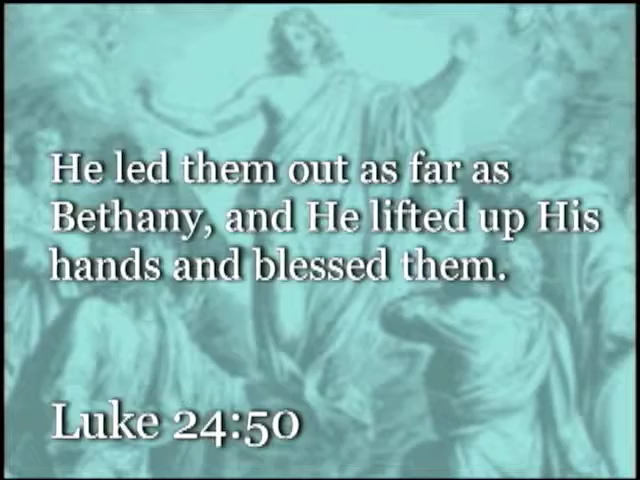 He led them out as far as
Bethany, and He lifted up His
hands and blessed them.
Luke 24:50